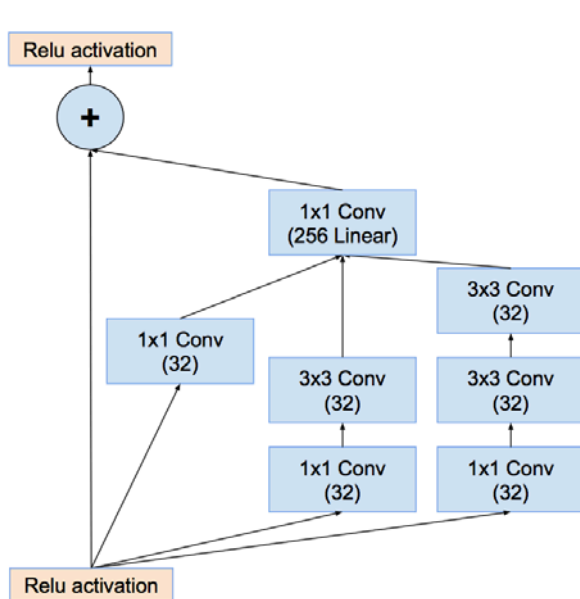 Relu activation
+
1x1 Conv
(256 Linear)
3x3 Conv
(32)
1x1 Conv
(32)
3x3 Conv
(32)
3x3 Conv
(32)
1x1 Conv
(32)
1x1 Conv
(32)
Relu activation